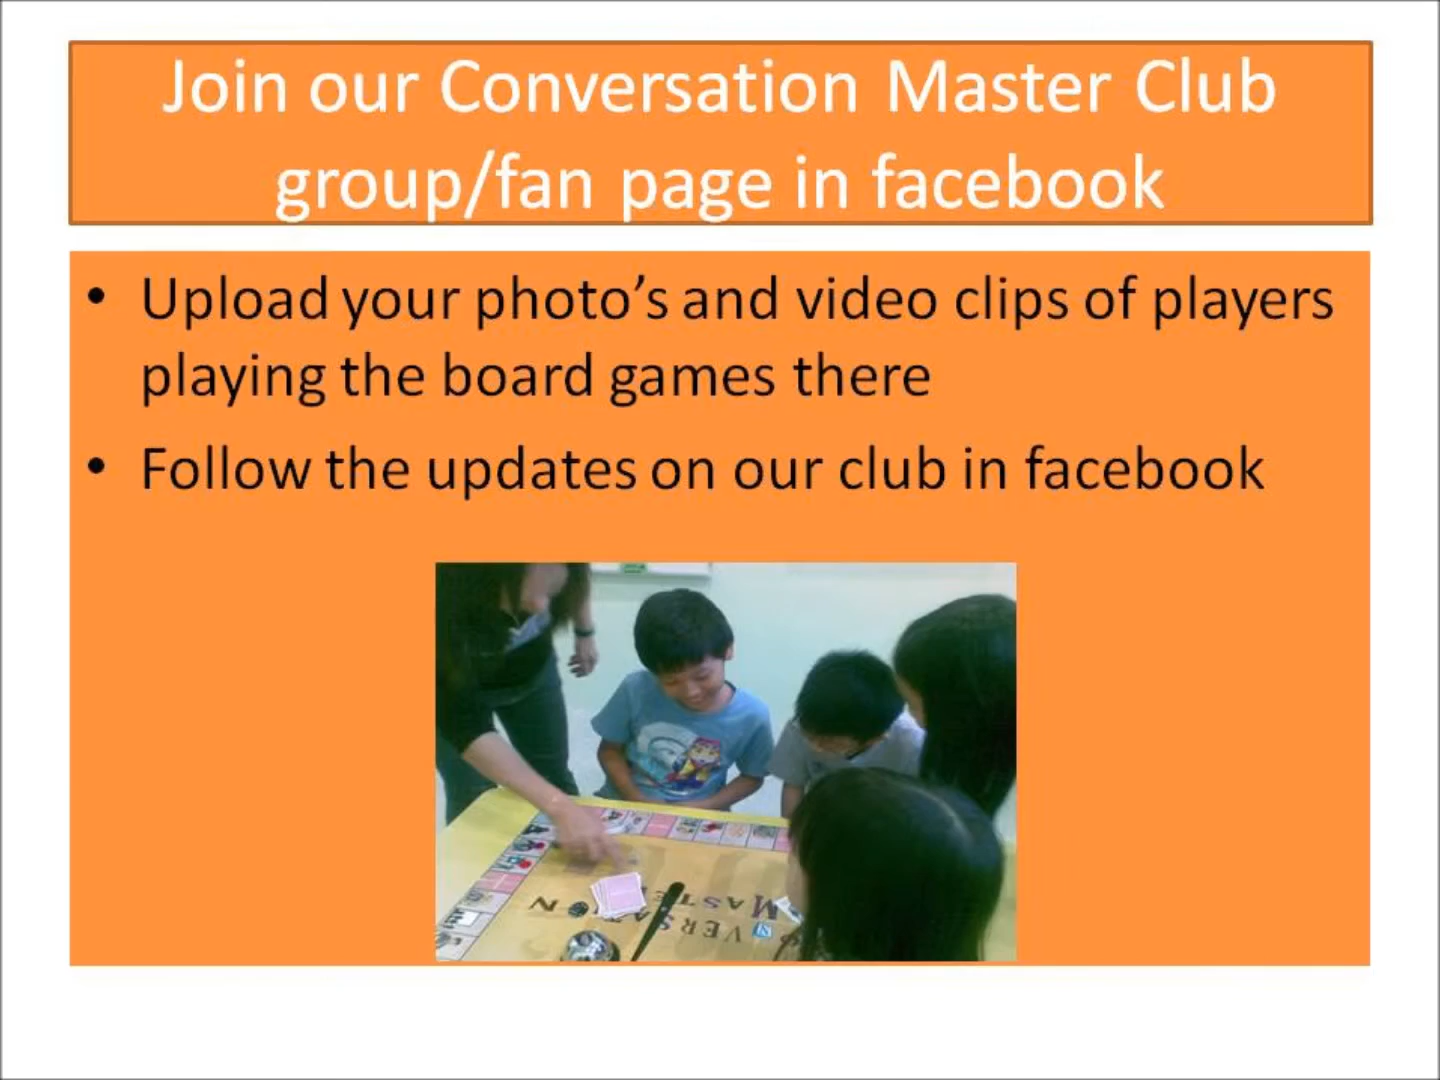 Join our Conversation Master Club
group/fan page in facebook
• Upload your photo’s and video clips of players
playing the board games there
• Follow the updates on our club in facebook